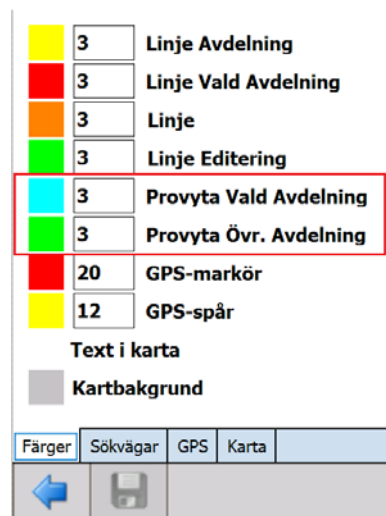 3 Linje Avdelning
3 Linje Vald Avdelning
3 Linje
3 Linje Editering
3 Provyta Vald Avdelning
3 Provyta Övr. Avdelning
20 GPS-markör
12 GPS-spår
Text i karta
Kartbakgrund
Färger Sökvägar GPS Karta